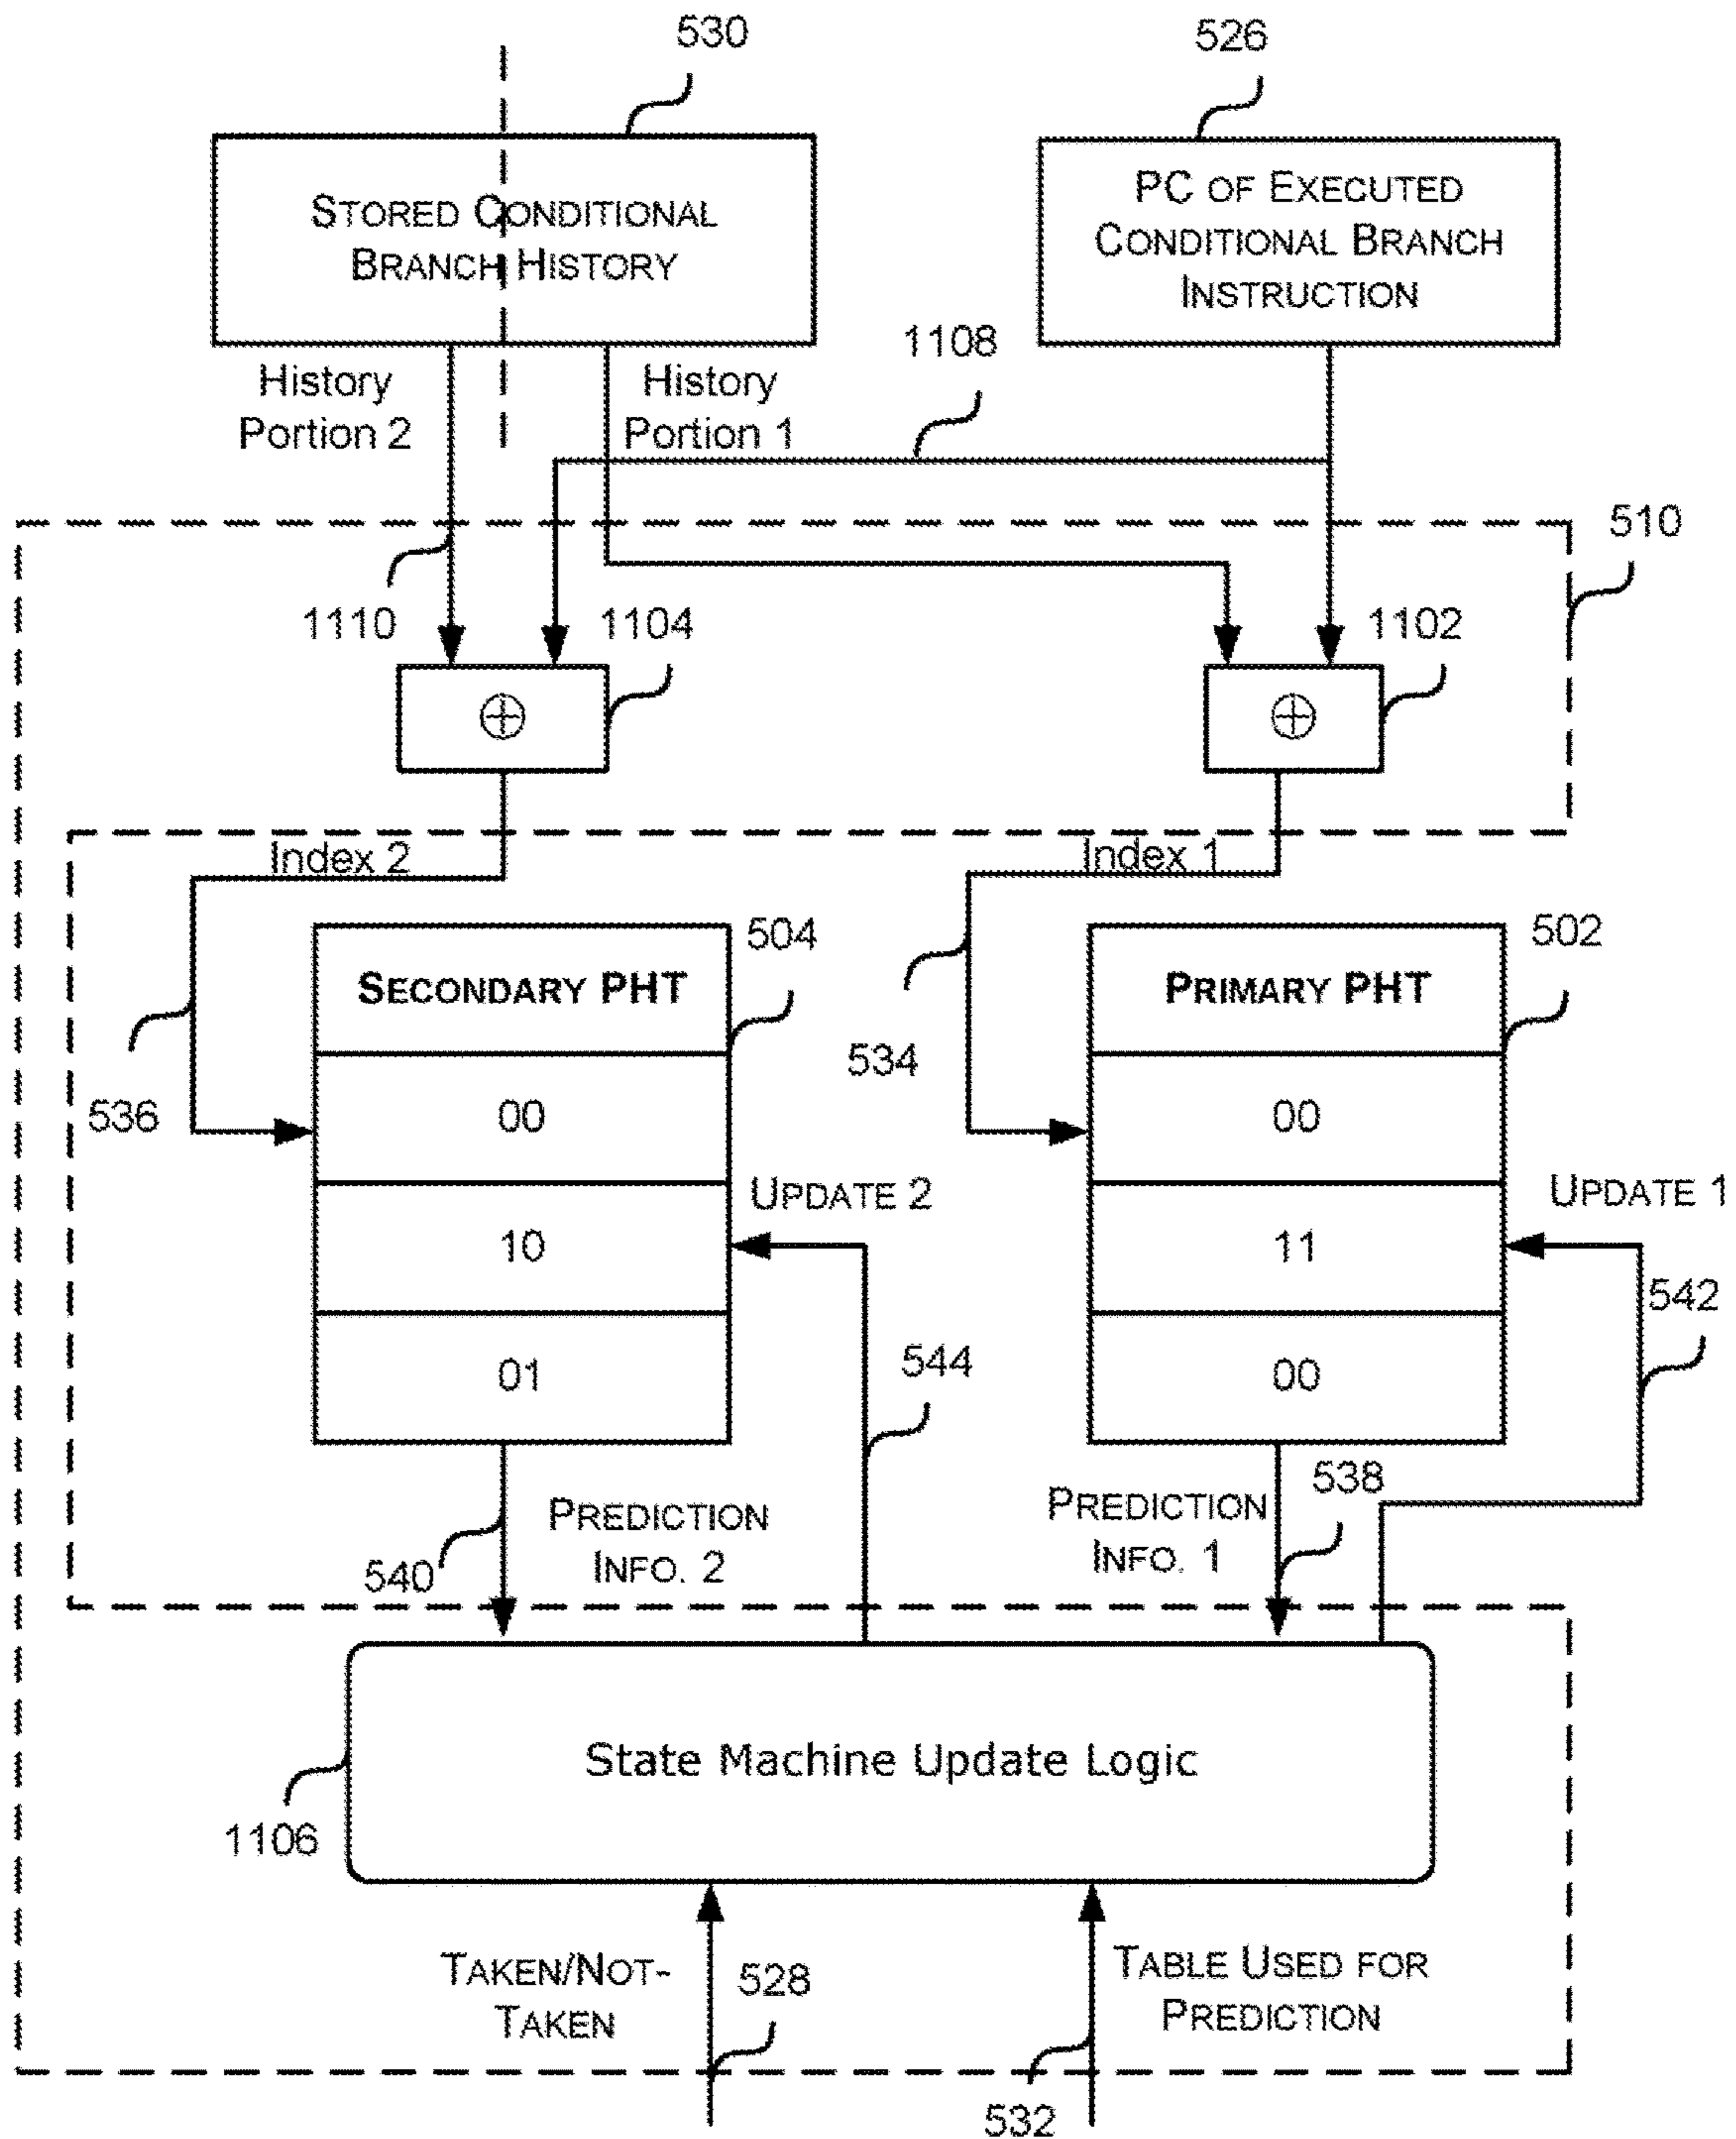 530
526
STORED CONDITIONAL
BRANCH HISTORY
PC OF EXECUTED
CONDITIONAL BRANCH
INSTRUCTION
1108
History
Portion 2
History
Portion 1
510
1110
1104
1102
⊕
⊕
Index 2
Index 1
504
502
SECONDARY PHT
PRIMARY PHT
536
534
00
00
UPDATE 2
UPDATE 1
10
11
542
544
01
00
538
PREDICTION
INFO. 2
PREDICTION
INFO. 1
540
State Machine Update Logic
1106
TAKEN/NOT-
TAKEN
528
TABLE USED FOR
PREDICTION
532